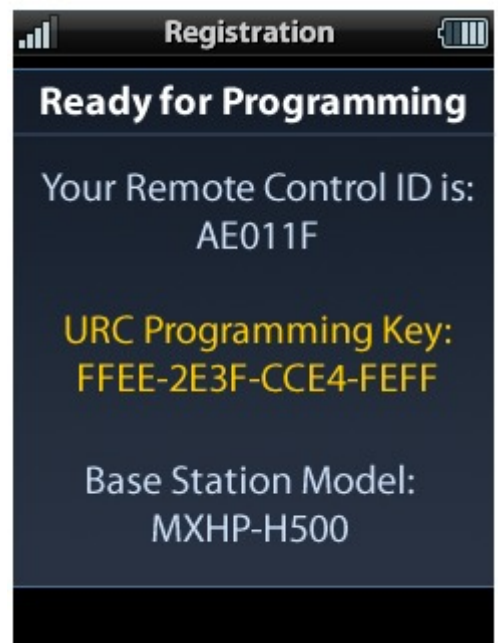 Registration
Ready for Programming
Your Remote Control ID is:
AE011F
URC Programming Key:
FFEE-2E3F-CCE4-FEFF
Base Station Model:
MXHP-H500